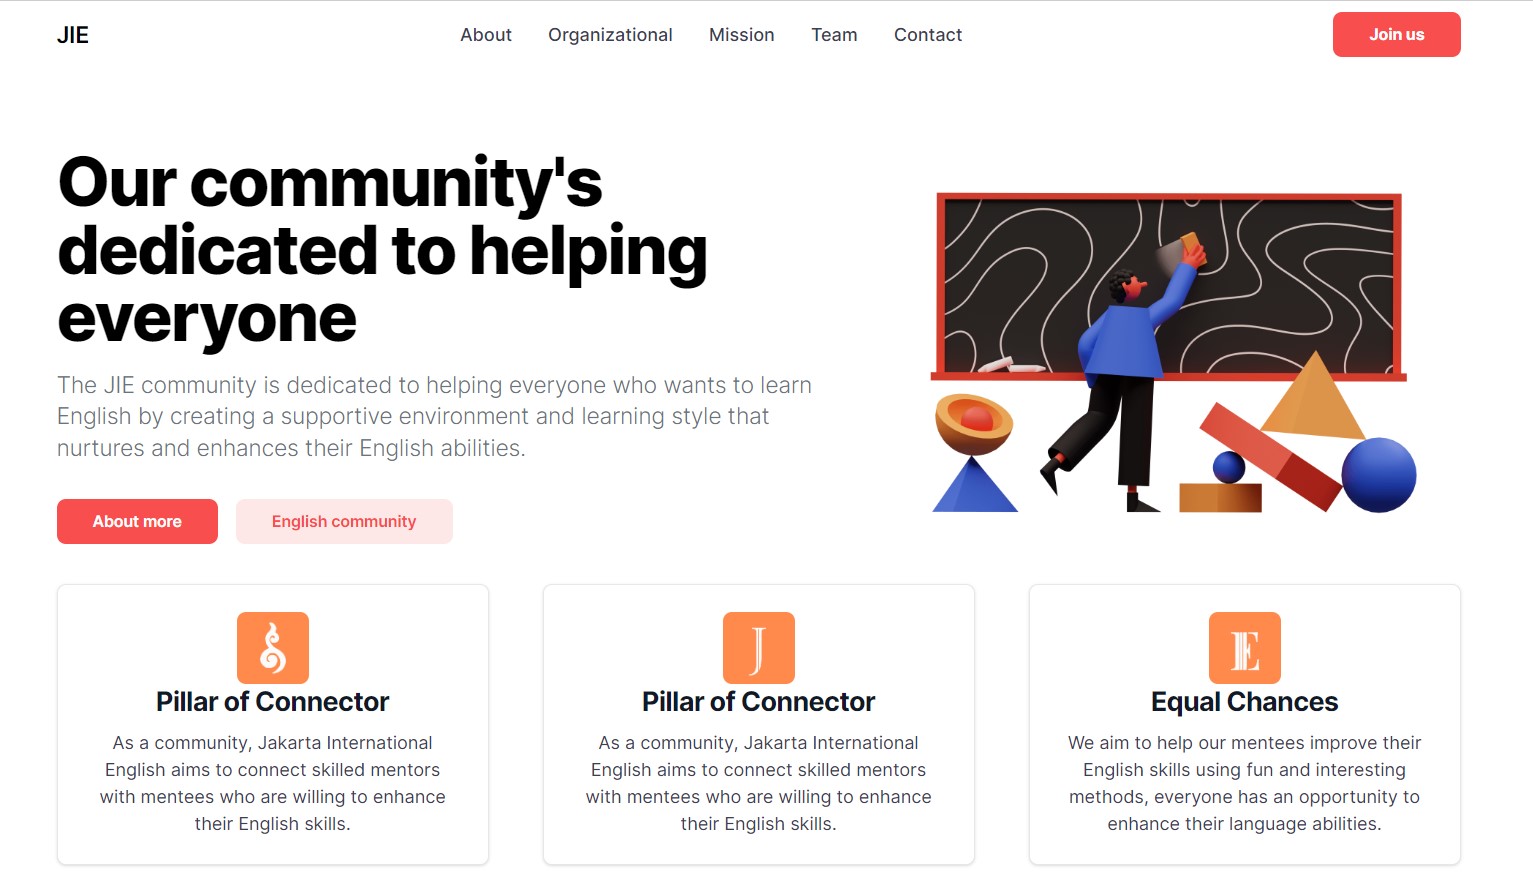 JIE
About Organizational Mission Team Contact
Join us
Our community's
dedicated to helping
everyone
The JIE community is dedicated to helping everyone who wants to learn
English by creating a supportive environment and learning style that
nurtures and enhances their English abilities.
About more
English community
Pillar of Connector
As a community, Jakarta International
English aims to connect skilled mentors
with mentees who are willing to enhance
their English skills.
J
Pillar of Connector
As a community, Jakarta International
English aims to connect skilled mentors
with mentees who are willing to enhance
their English skills.
E
Equal Chances
We aim to help our mentees improve their
English skills using fun and interesting
methods, everyone has an opportunity to
enhance their language abilities.